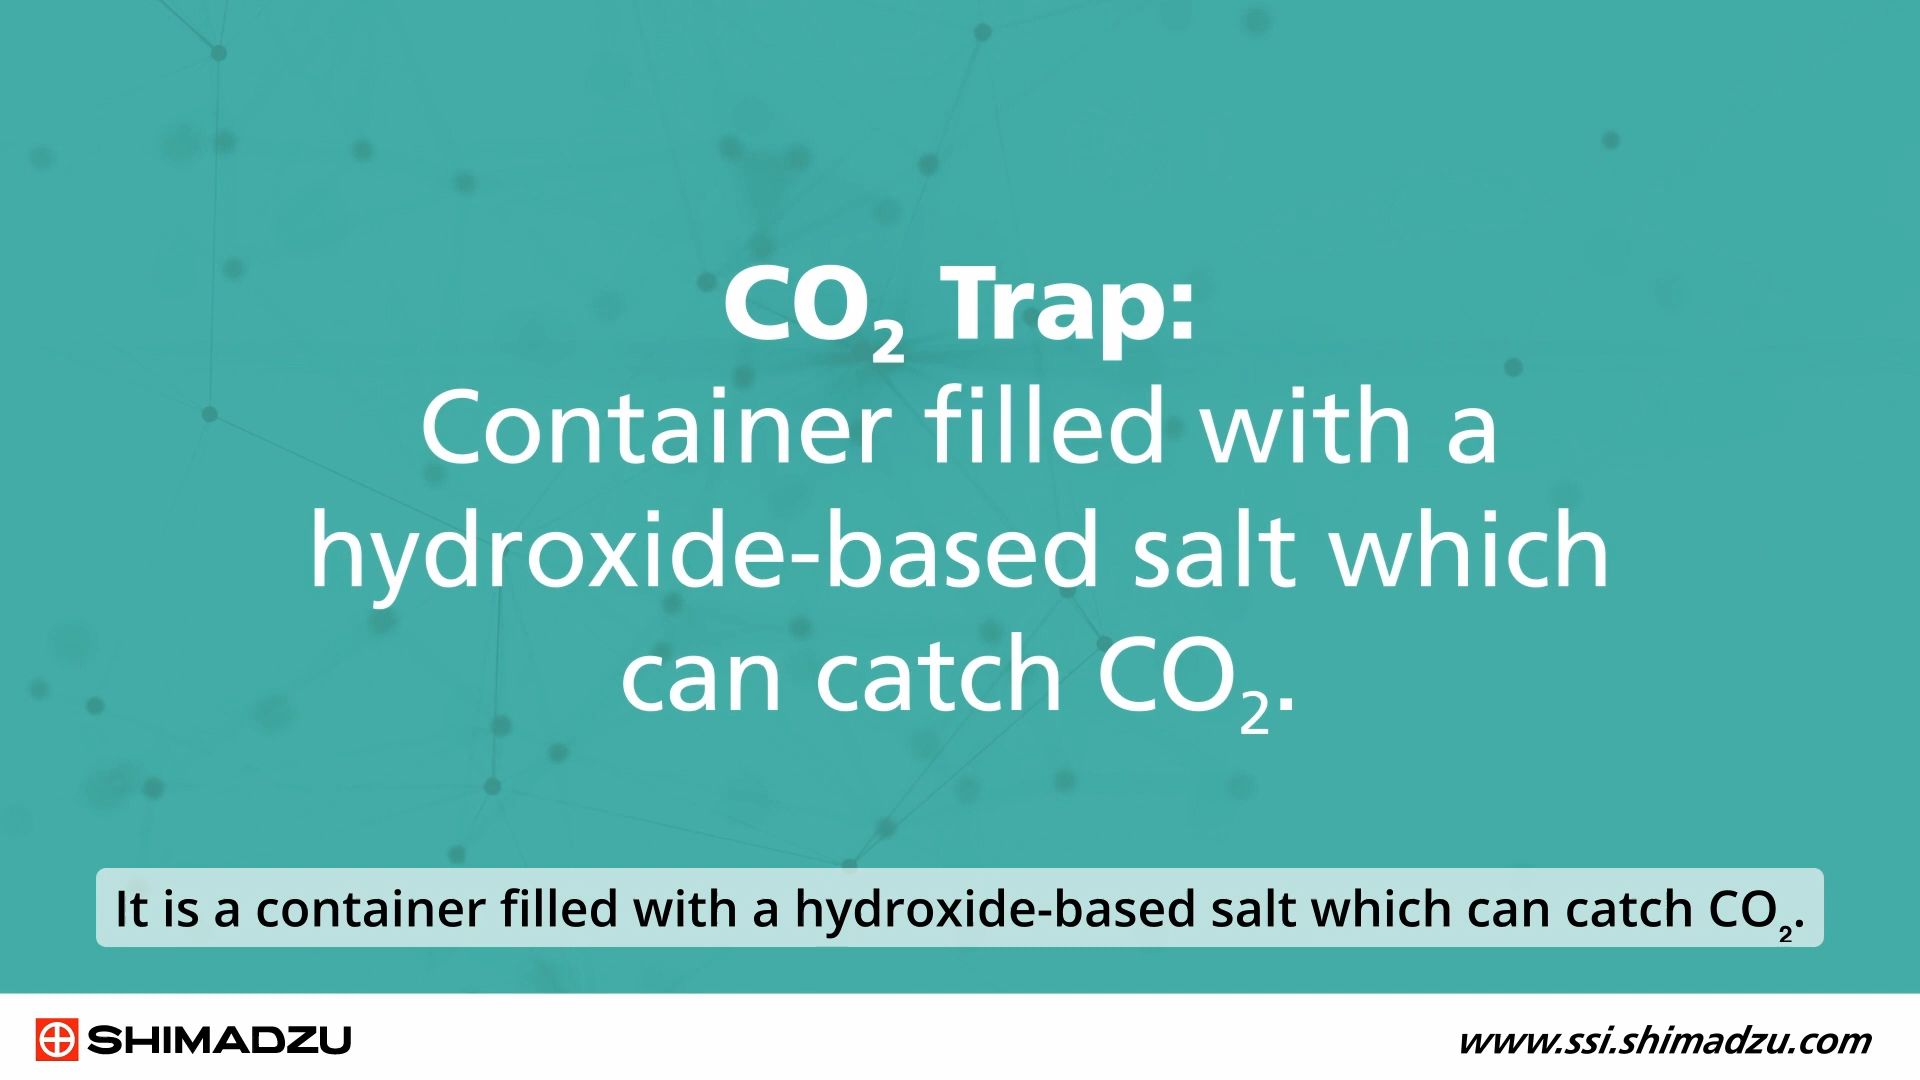 CO₂ Trap:
Container filled with a
hydroxide-based salt which
can catch CO₂.
It is a container filled with a hydroxide-based salt which can catch CO₂.
SHIMADZU
www.ssi.shimadzu.com